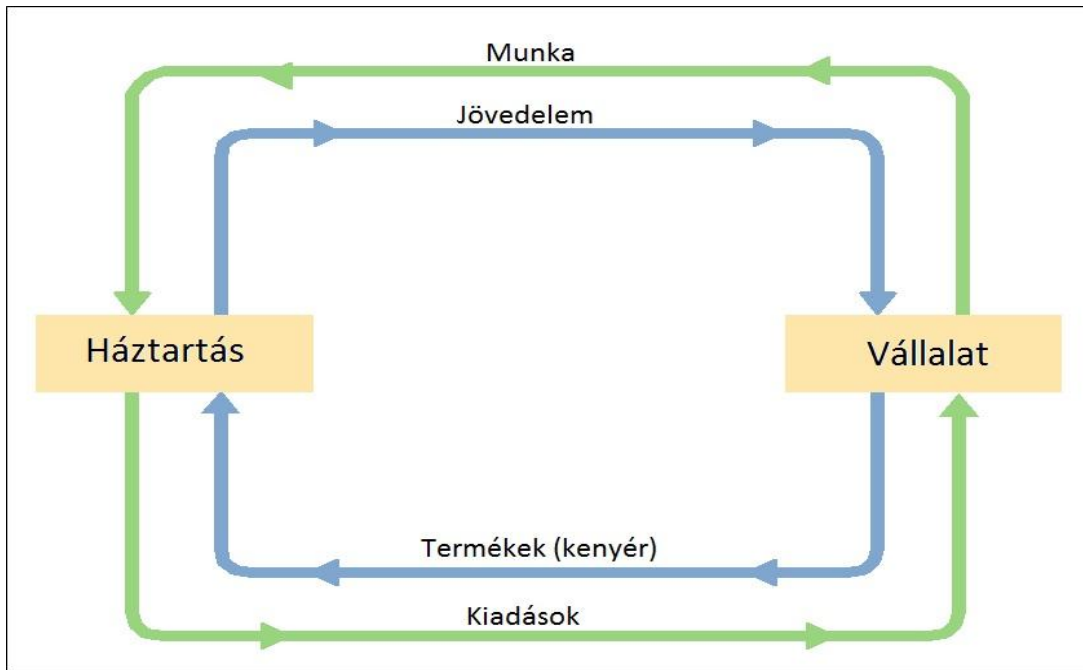 Munka
Jövedelem
Háztartás
Vállalat
Termékek (kenyér)
Kiadások